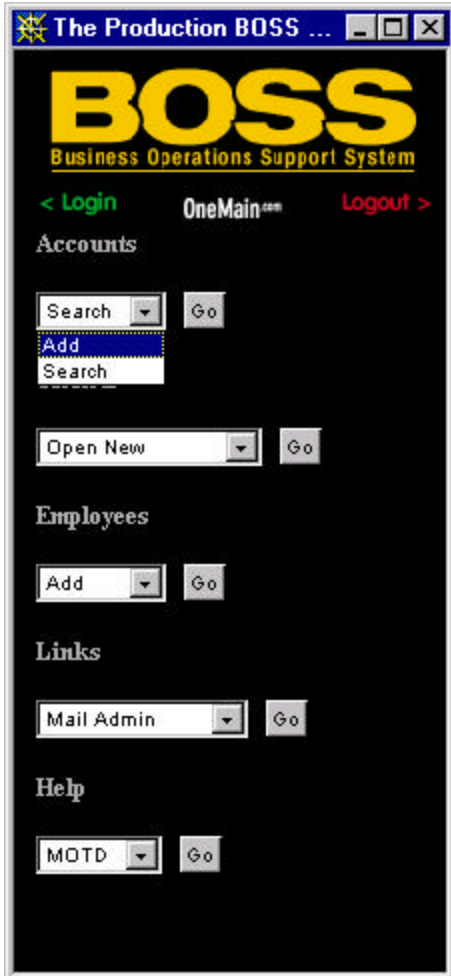 The Production BOSS ...
BOSS
Business Operations Support System
< Login OneMain.com Logout >
Accounts
Search Go
Add
Search
Open New Go
Employees
Add Go
Links
Mail Admin Go
Help
MOTD Go